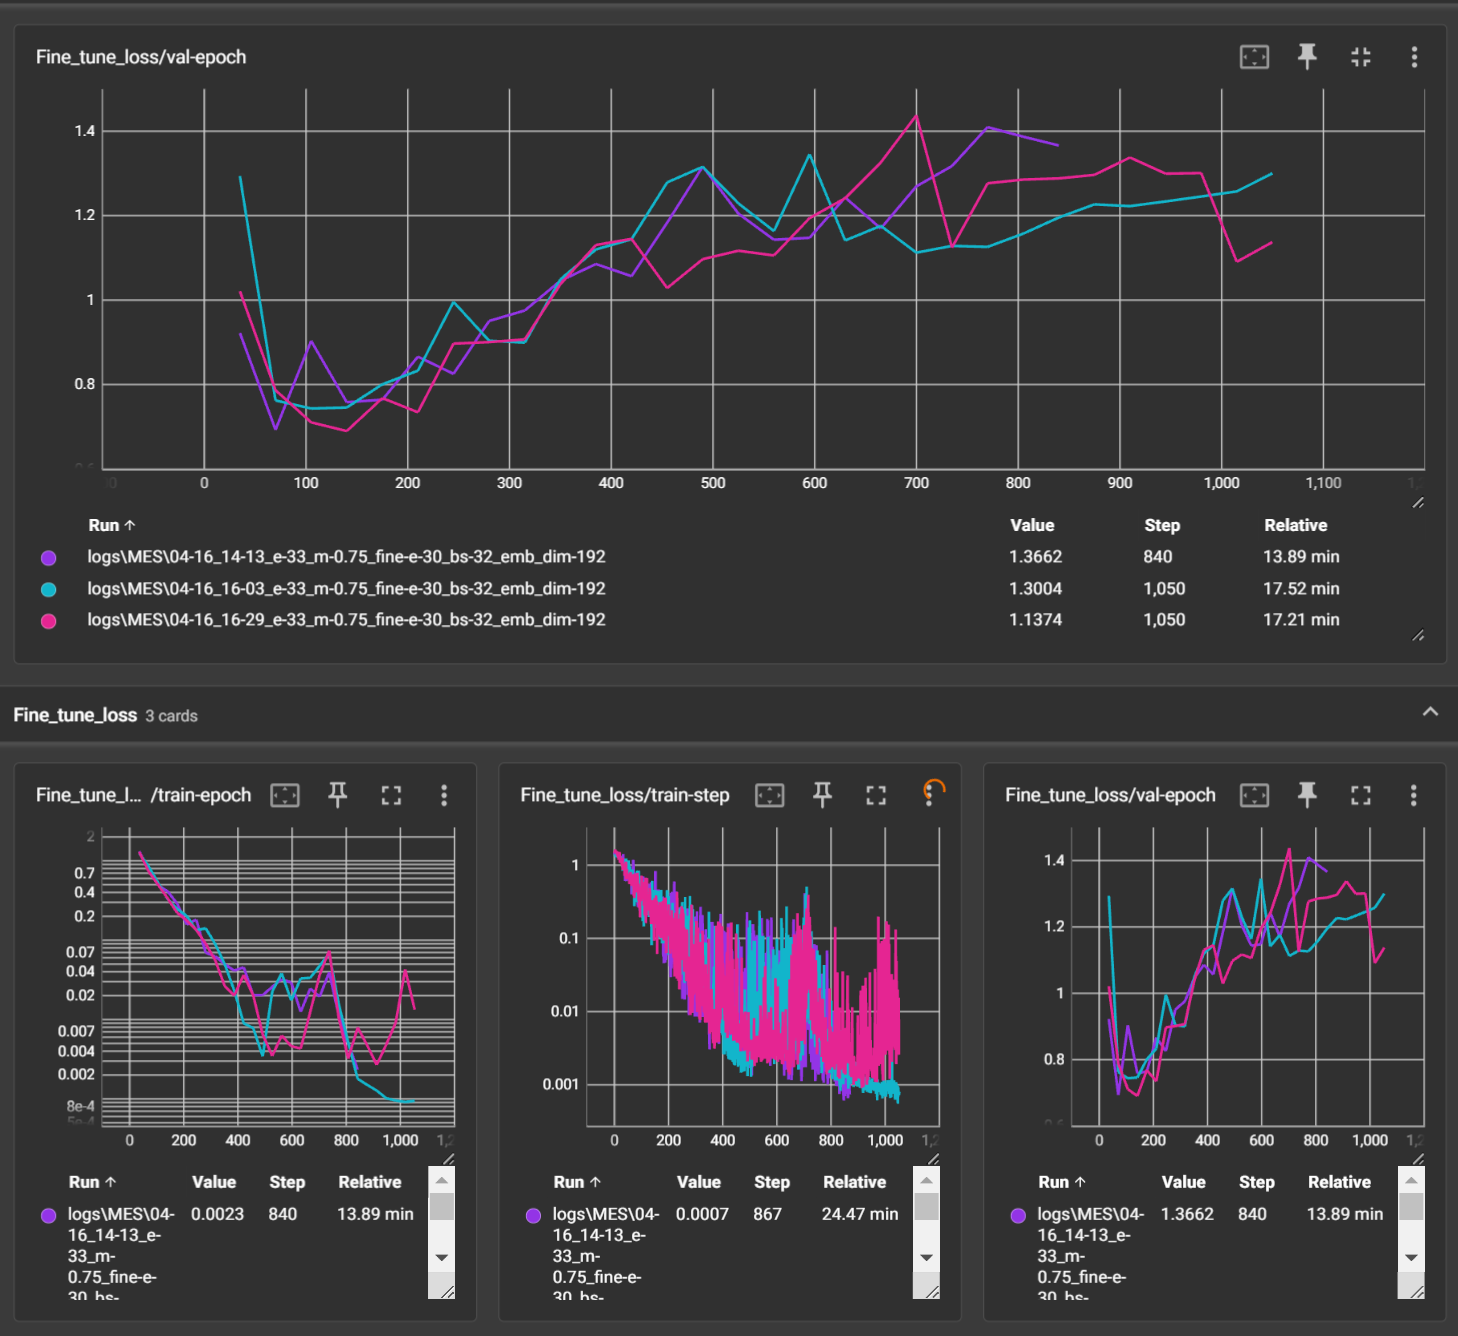 Fine_tune_loss/val-epoch
1.4
1.2
1
0.8
0 100 200 300 400 500 600 700 800 900 1,000 1,100
Run ↑ Value Step Relative
logs\MES\04-16_14-13_e-33_m-0.75_fine-e-30_bs-32_emb_dim-192 1.3662 840 13.89 min
logs\MES\04-16_16-03_e-33_m-0.75_fine-e-30_bs-32_emb_dim-192 1.3004 1,050 17.52 min
logs\MES\04-16_16-29_e-33_m-0.75_fine-e-30_bs-32_emb_dim-192 1.1374 1,050 17.21 min
Fine_tune_loss 3 cards
Fine_tune_l... /train-epoch
2
0.7
0.4
0.2
0.07
0.04
0.02
0.007
0.004
0.002
8e-4
5e-4
0 200 400 600 800 1,000
Run ↑ Value Step Relative
logs\MES\04- 0.0023 840 13.89 min
16_14-13_e-
33_m-
0.75_fine-e-
30_bs-
Fine_tune_loss/train-step
1
0.1
0.01
0.001
0 200 400 600 800 1,000
Run ↑ Value Step Relative
logs\MES\04- 0.0007 867 24.47 min
16_14-13_e-
33_m-
0.75_fine-e-
30_bs-
Fine_tune_loss/val-epoch
1.4
1.2
1
0.8
0 200 400 600 800 1,000
Run ↑ Value Step Relative
logs\MES\04- 1.3662 840 13.89 min
16_14-13_e-
33_m-
0.75_fine-e-
30_bs-